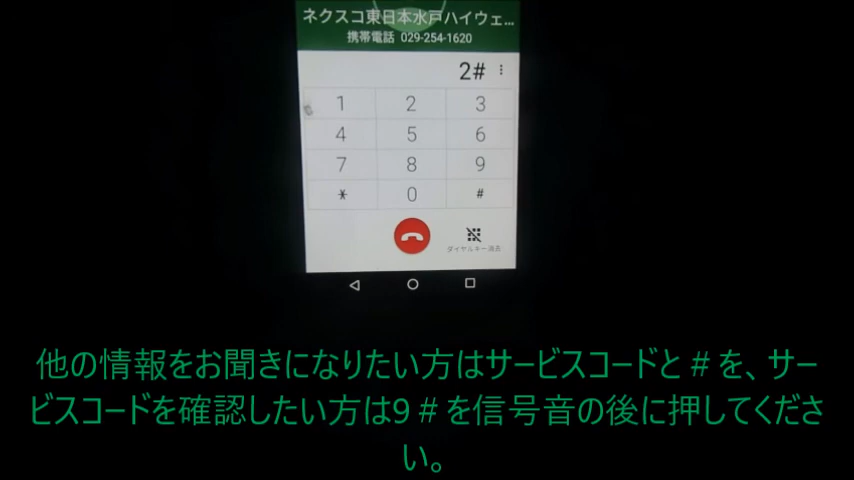 ネクスコ東日本水戸ハイウェ...
携帯電話 029-254-1620
2#
1 2 3
4 5 6
7 8 9
* 0 #
ダイヤルキー消去
他の情報をお聞きになりたい方はサービスコードと＃を、サー
ビスコードを確認したい方は9＃を信号音の後に押してくださ
い。